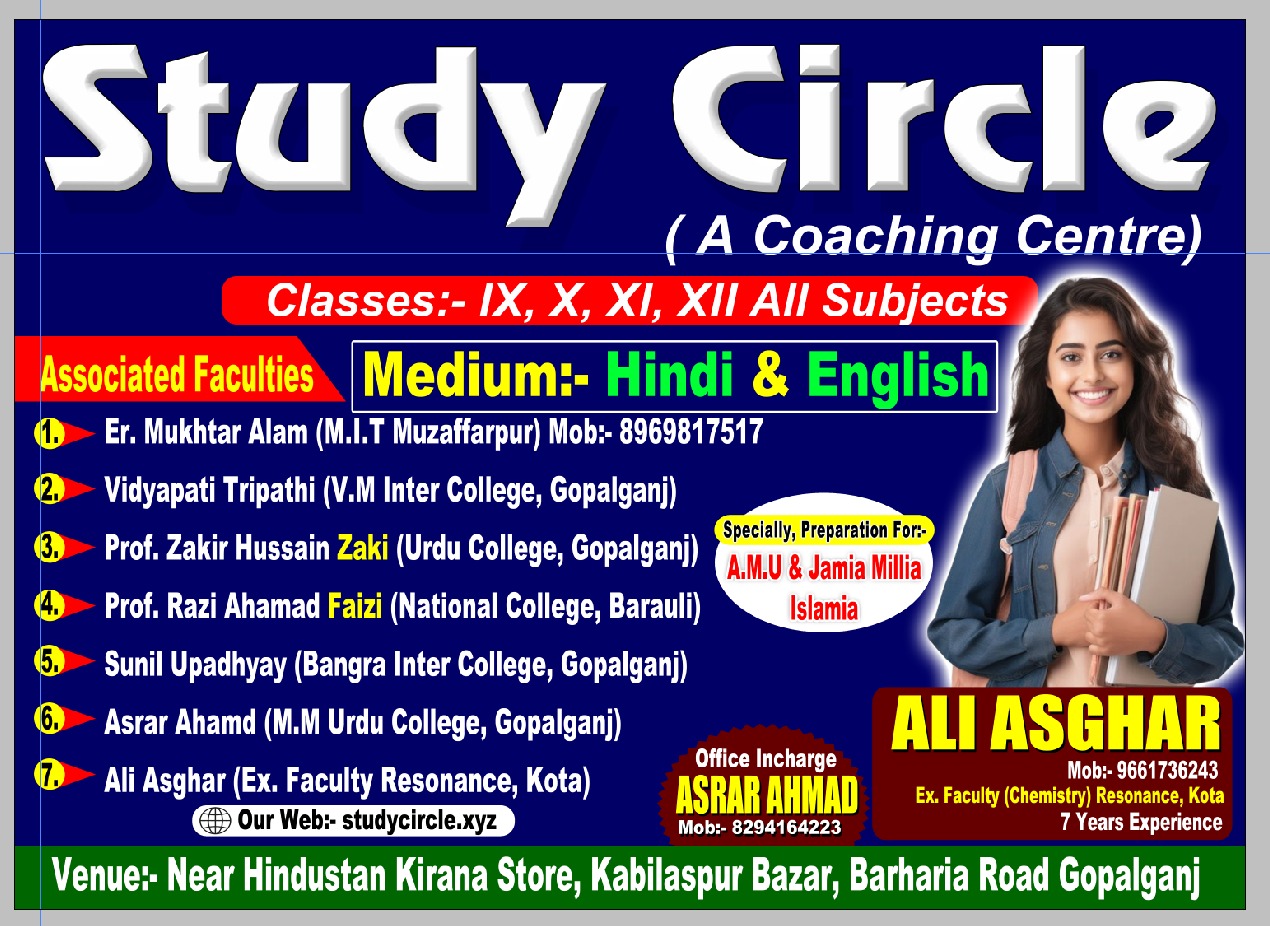 Study Circle
( A Coaching Centre)
Classes:- IX, X, XI, XII All Subjects
Associated Faculties
Medium:- Hindi & English
1. Er. Mukhtar Alam (M.I.T Muzaffarpur) Mob:- 8969817517
2. Vidyapati Tripathi (V.M Inter College, Gopalganj)
3. Prof. Zakir Hussain Zaki (Urdu College, Gopalganj)
4. Prof. Razi Ahamad Faizi (National College, Barauli)
5. Sunil Upadhyay (Bangra Inter College, Gopalganj)
6. Asrar Ahamd (M.M Urdu College, Gopalganj)
7. Ali Asghar (Ex. Faculty Resonance, Kota)
Our Web:- studycircle.xyz
Specially, Preparation For:-
A.M.U & Jamia Millia
Islamia
Office Incharge
ASRAR AHMAD
Mob:- 8294164223
ALI ASGHAR
Mob:- 9661736243
Ex. Faculty (Chemistry) Resonance, Kota
7 Years Experience
Venue:- Near Hindustan Kirana Store, Kabilaspur Bazar, Barharia Road Gopalganj